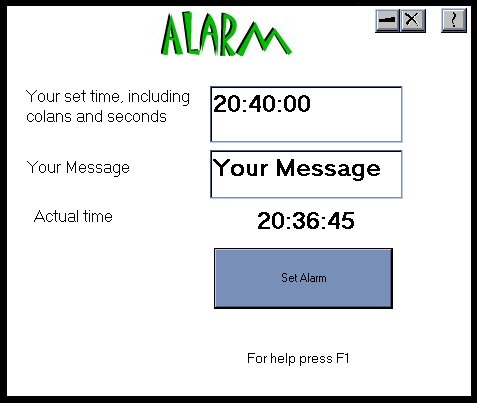 ALARM
Your set time, including
colans and seconds
20:40:00
Your Message
Your Message
Actual time
20:36:45
Set Alarm
For help press F1